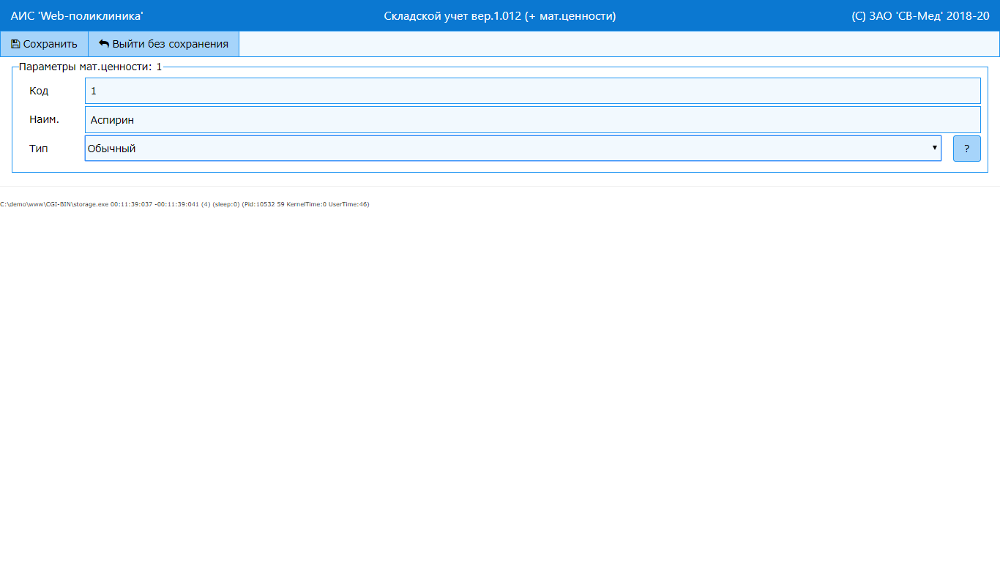 АИС 'Web-поликлиника' Складской учет вер.1.012 (+ мат.ценности) (C) ЗАО 'СВ-Мед' 2018-20
Сохранить Выйти без сохранения
Параметры мат.ценности: 1
Код 1
Наим. Аспирин
Тип Обычный ?
C:\demo\www\CGI-BIN\storage.exe 00:11:39:037 -00:11:39:041 (4) (sleep:0) (Pid:10532 59 KernelTime:0 UserTime:46)